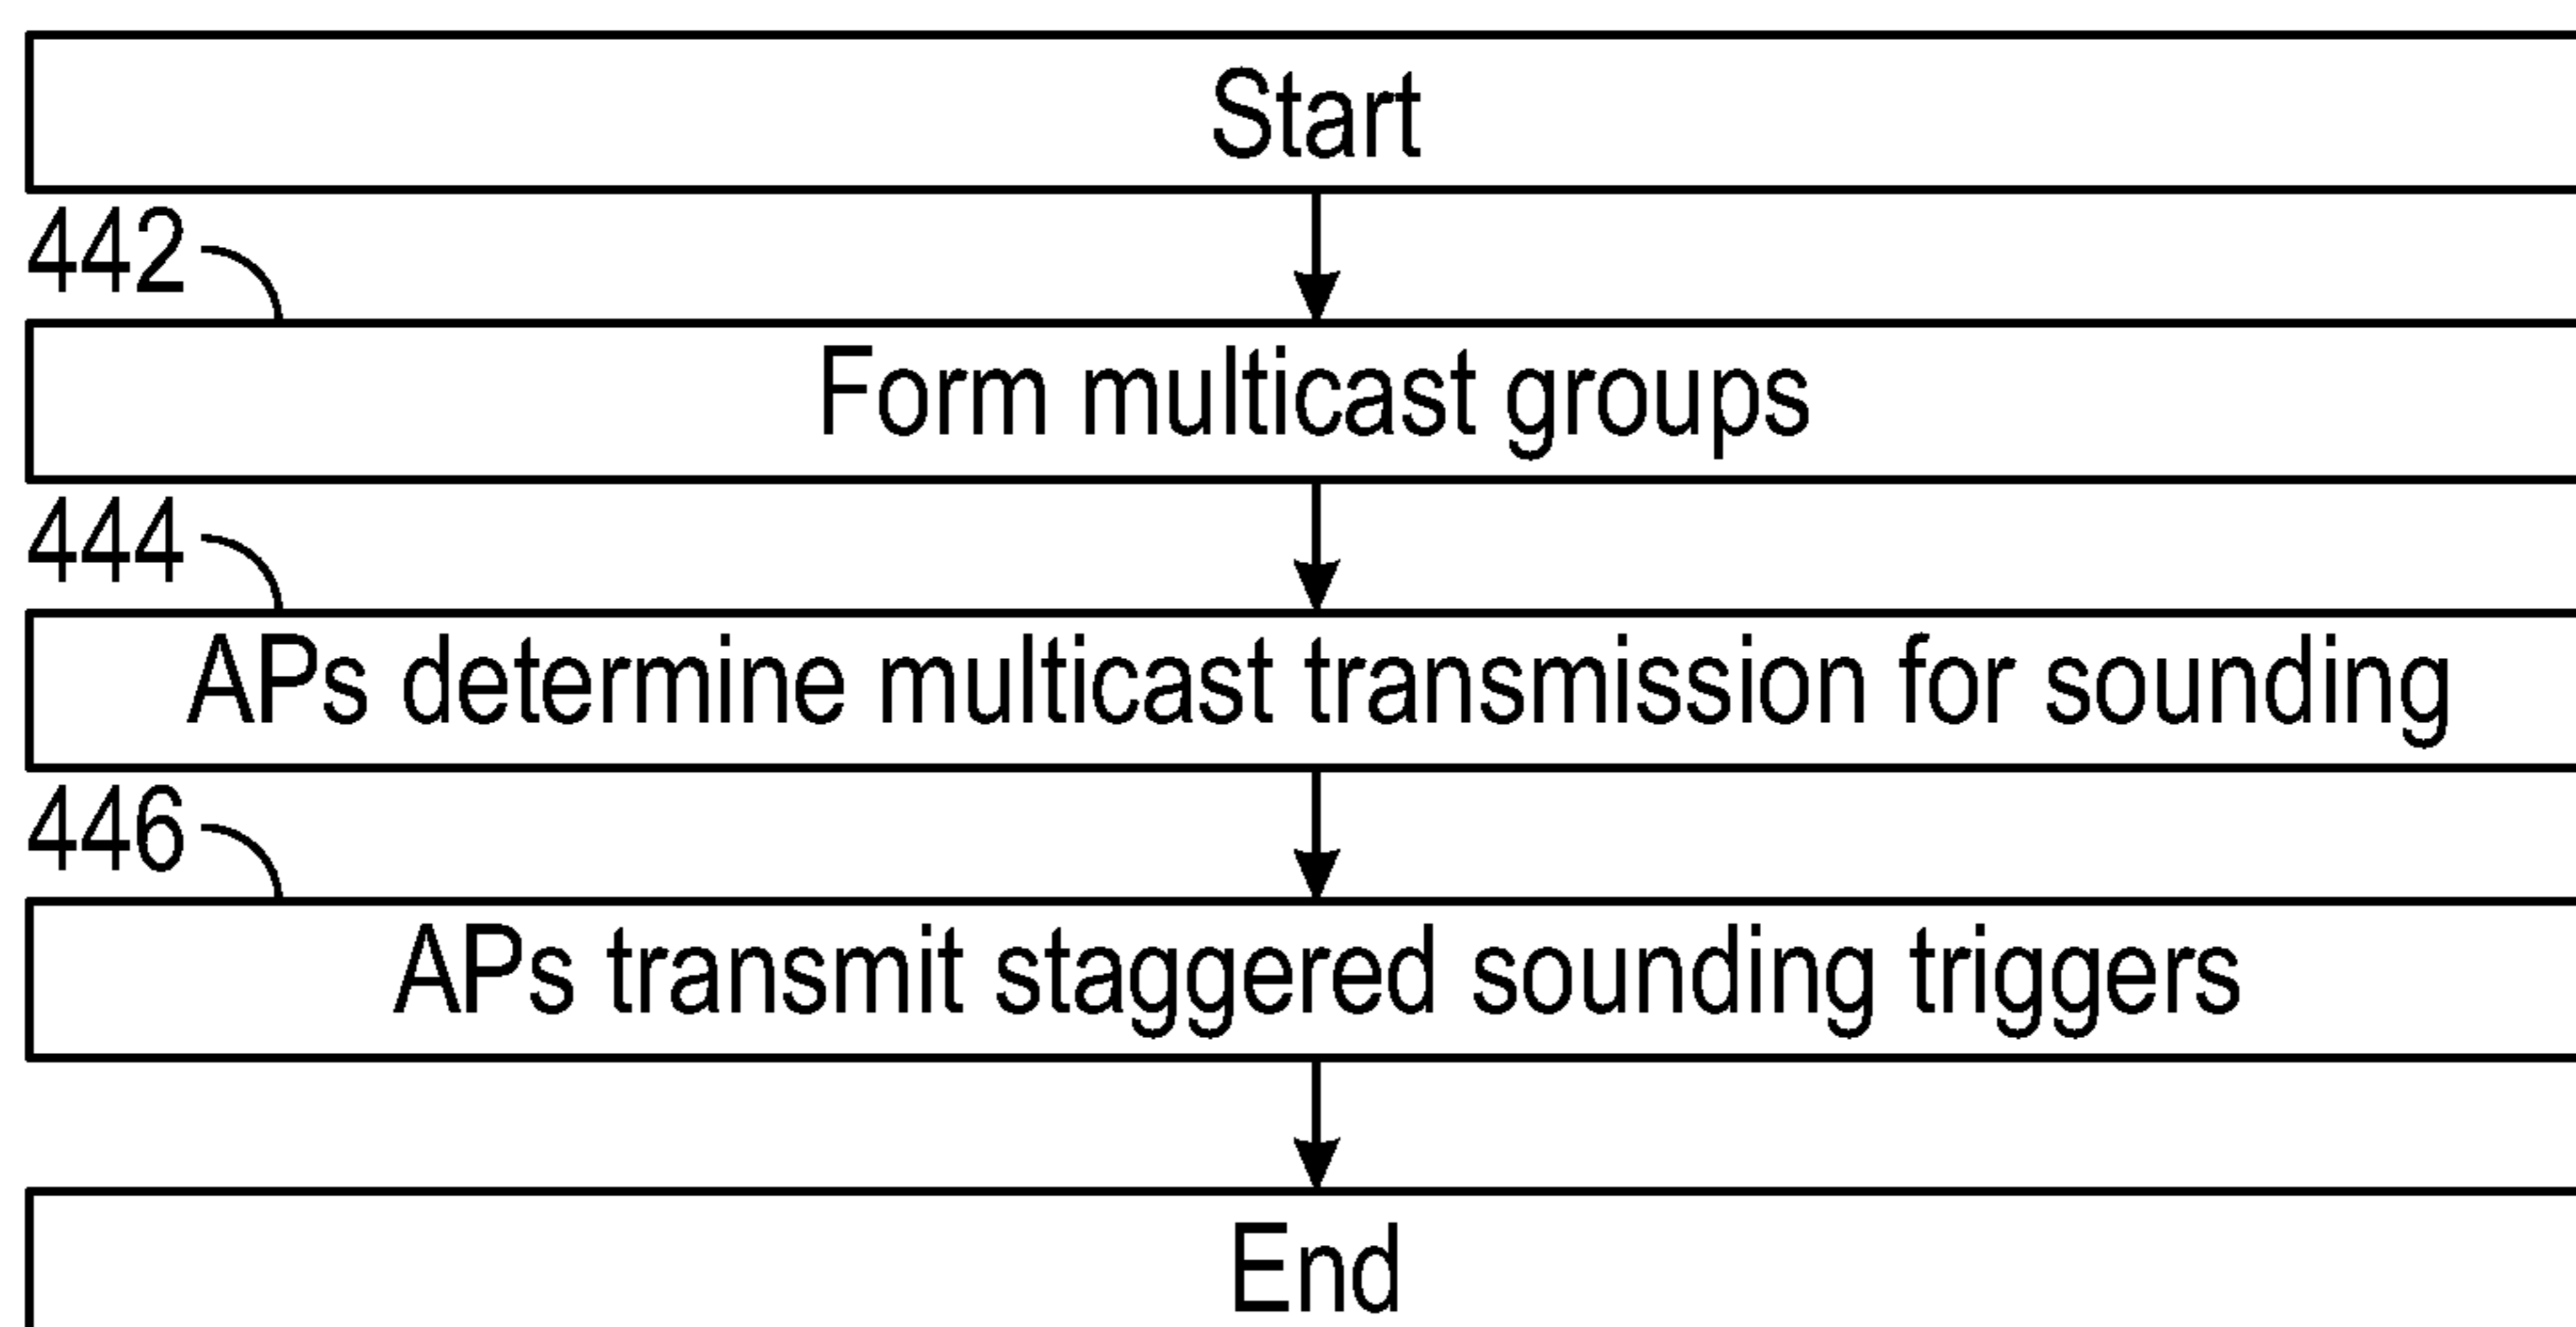 Start
442
Form multicast groups
444
APs determine multicast transmission for sounding
446
APs transmit staggered sounding triggers
End